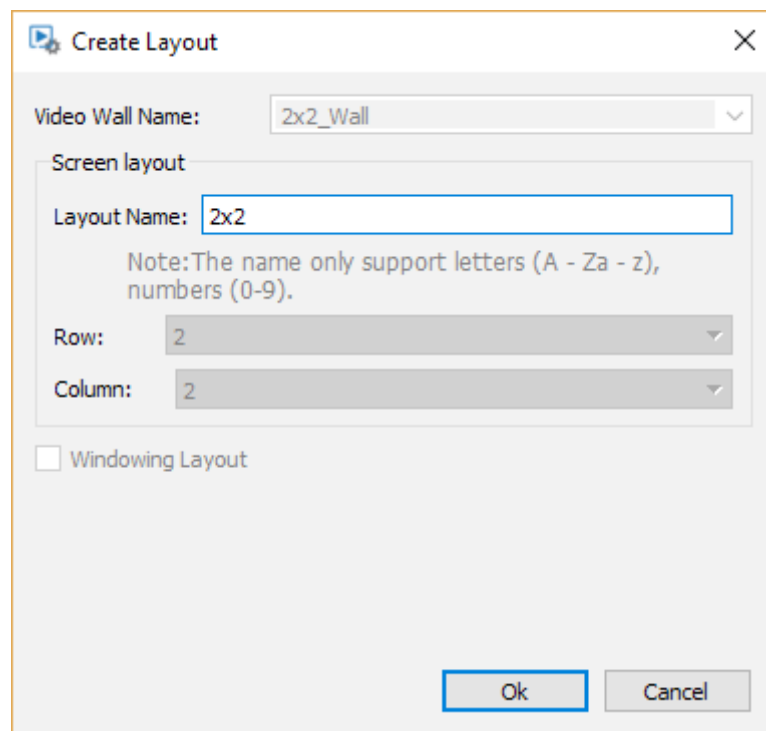 Create Layout
Video Wall Name: 2x2_Wall
Screen layout
Layout Name: 2x2
Note:The name only support letters (A - Za - z),
numbers (0-9).
Row: 2
Column: 2
Windowing Layout
Ok Cancel